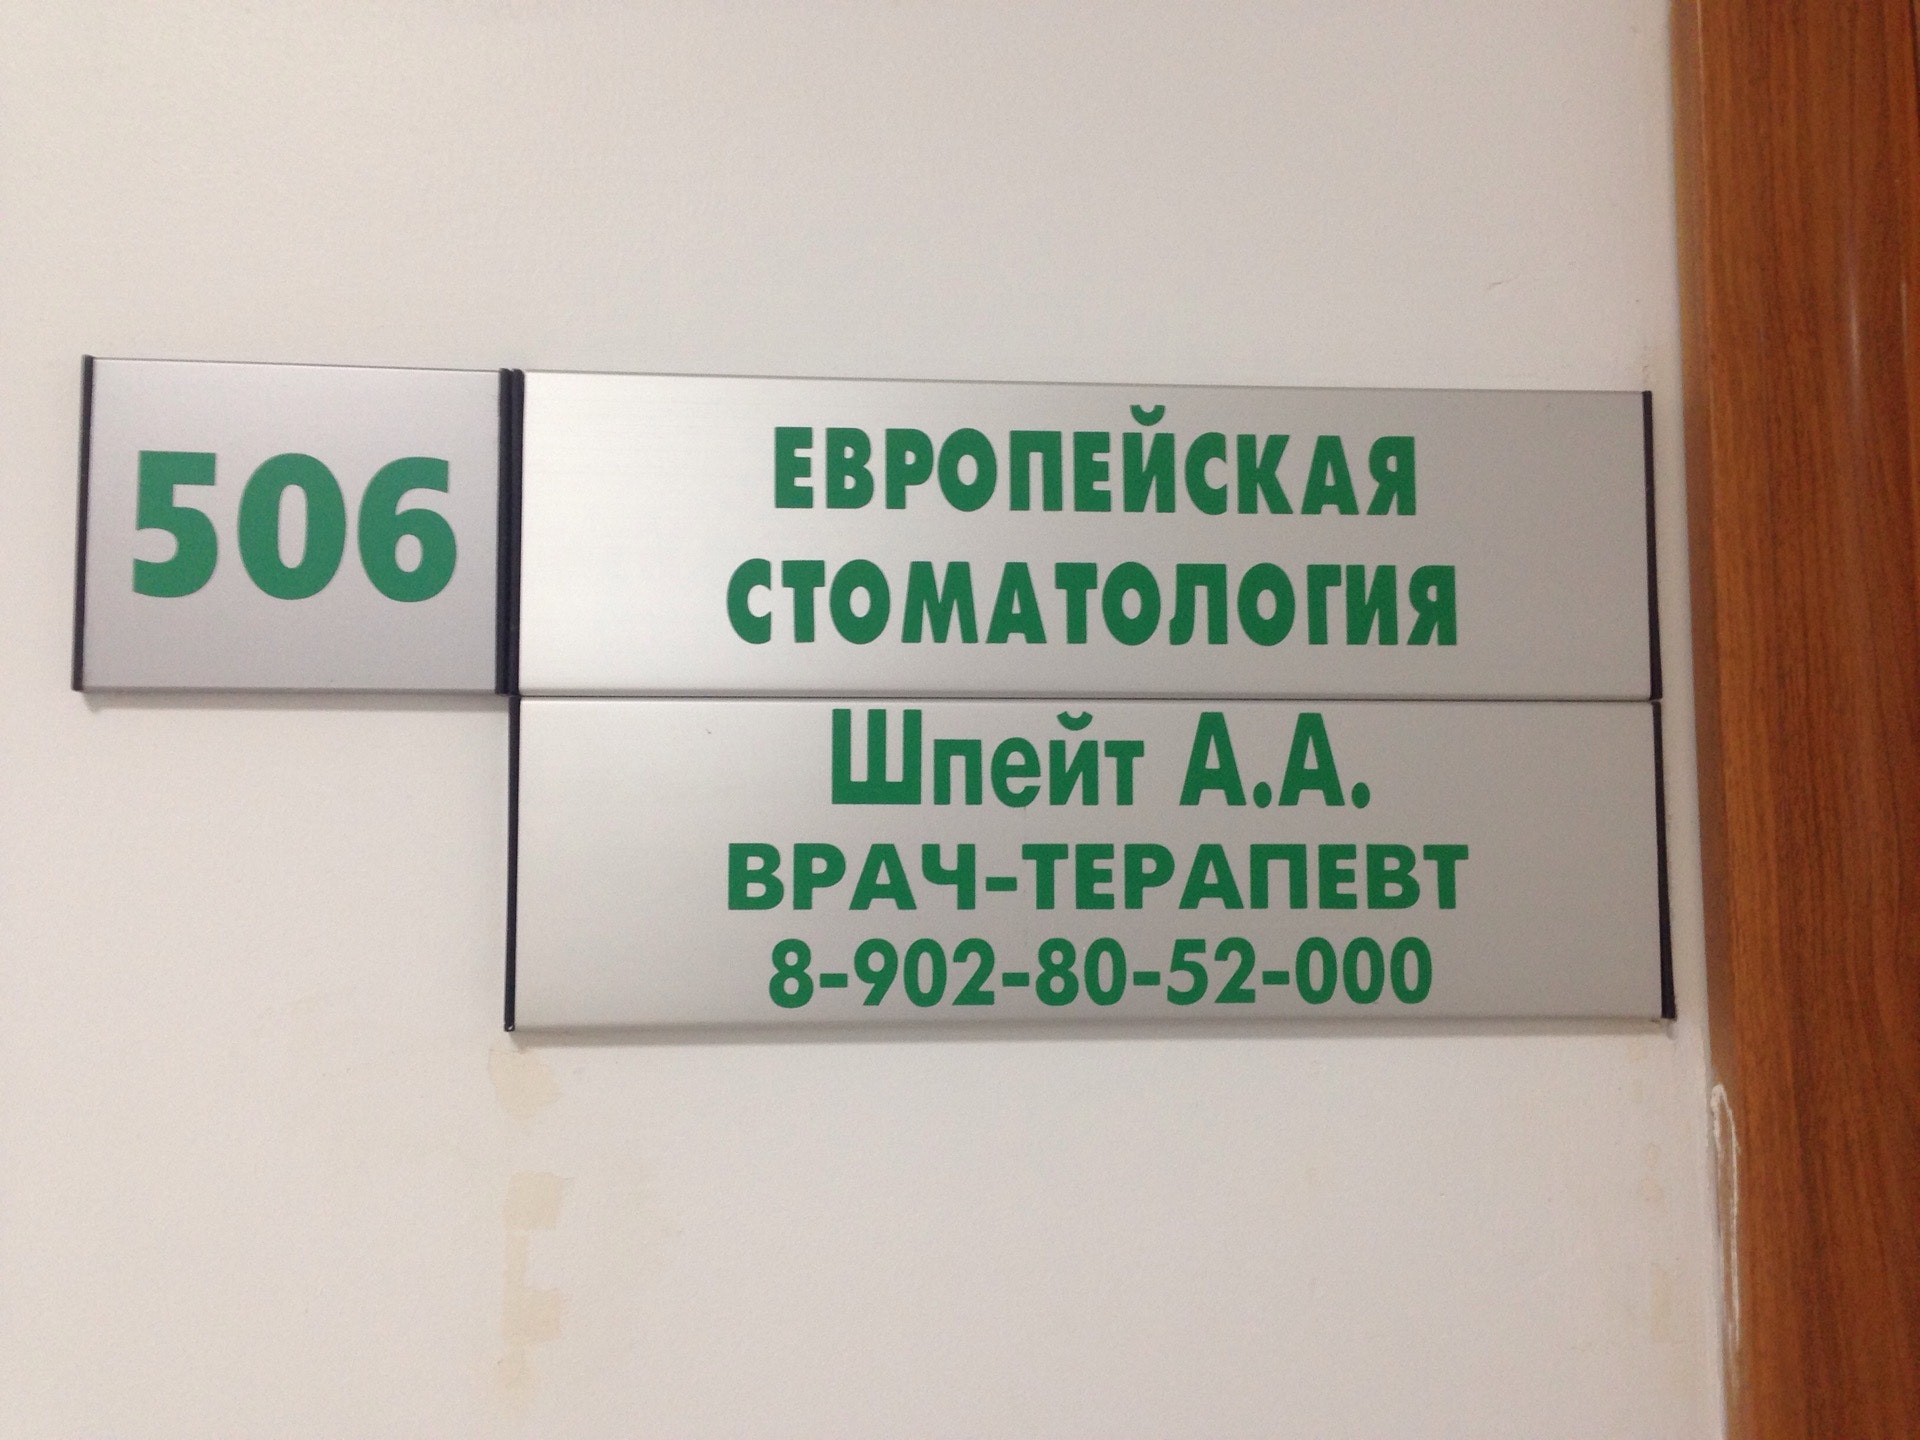 506
ЕВРОПЕЙСКАЯ
СТОМАТОЛОГИЯ
Шпейт А.А.
ВРАЧ-ТЕРАПЕВТ
8-902-80-52-000